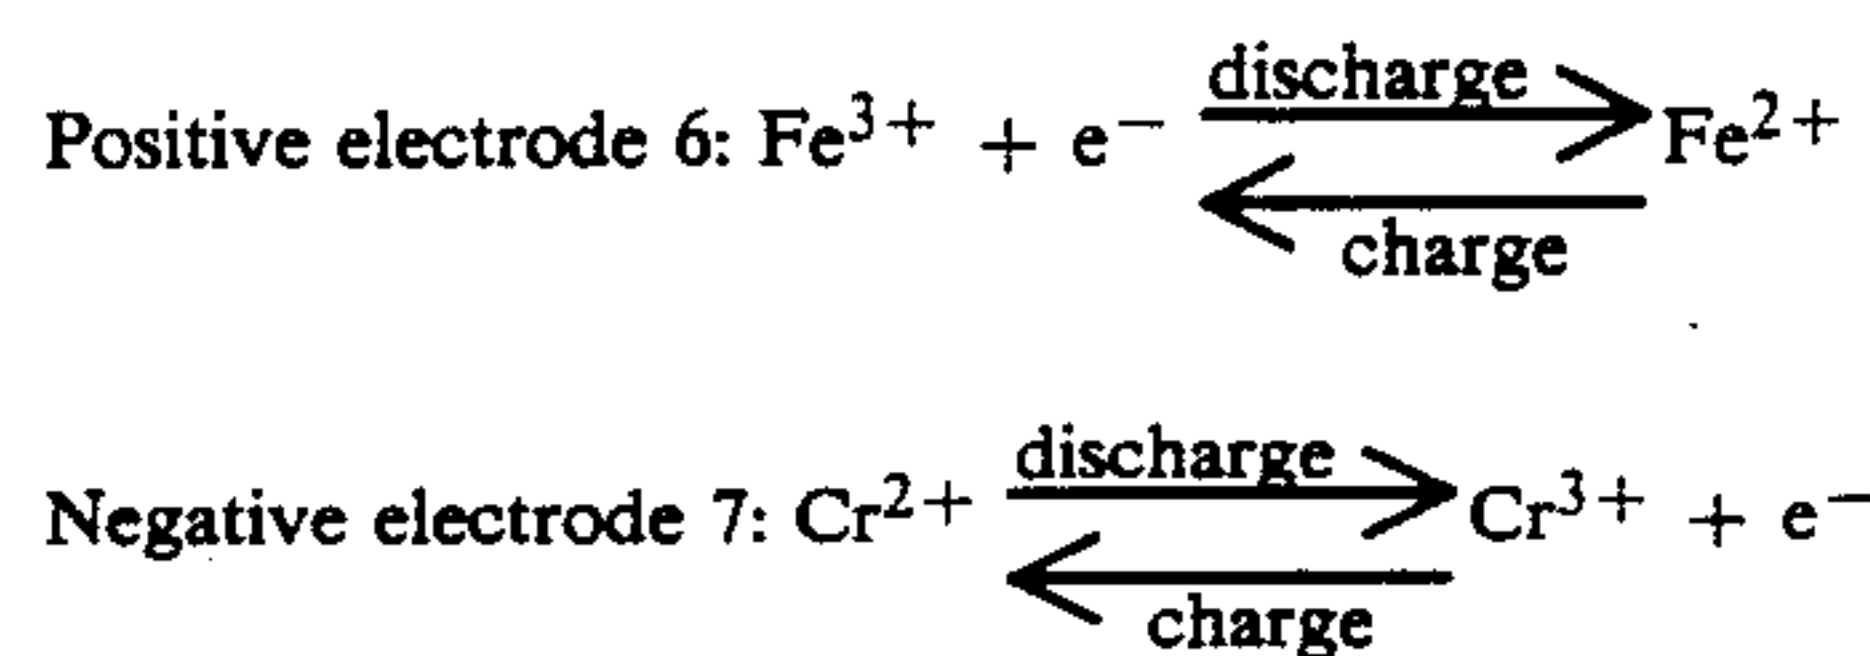 discharge
Positive electrode 6: Fe³⁺ + e⁻ ⇄ Fe²⁺
charge
discharge
Negative electrode 7: Cr²⁺ ⇄ Cr³⁺ + e⁻
charge